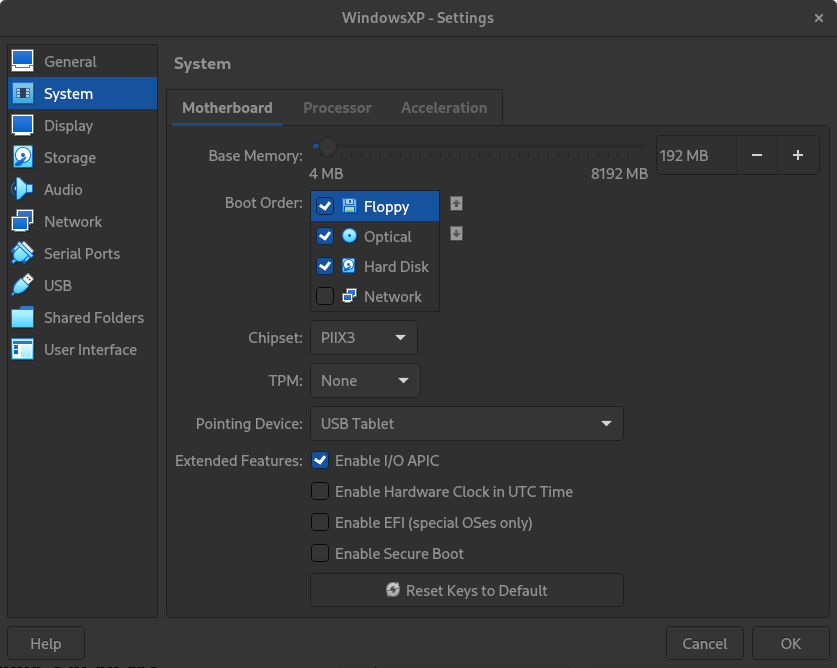 WindowsXP - Settings
General
System
Display
Storage
Audio
Network
Serial Ports
USB
Shared Folders
User Interface
System
Motherboard Processor Acceleration
Base Memory: 192 MB
4 MB 8192 MB
Boot Order: Floppy
Optical
Hard Disk
Network
Chipset: PIIX3
TPM: None
Pointing Device: USB Tablet
Extended Features: Enable I/O APIC
Enable Hardware Clock in UTC Time
Enable EFI (special OSes only)
Enable Secure Boot
Reset Keys to Default
Help Cancel OK